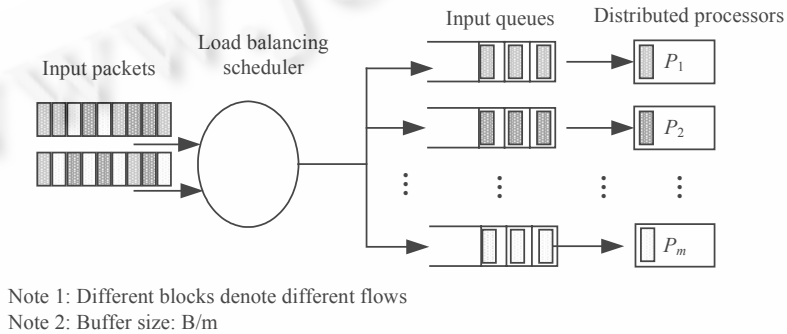 Input packets
Load balancing
scheduler
Input queues
Distributed processors
P1
P2
Pm
Note 1: Different blocks denote different flows
Note 2: Buffer size: B/m